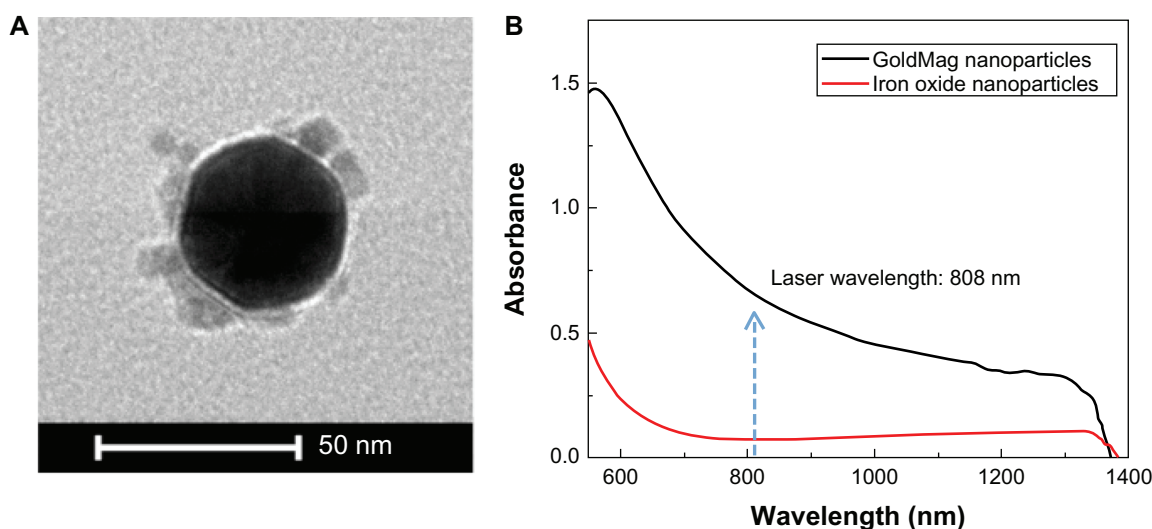 A
50 nm
B
GoldMag nanoparticles
Iron oxide nanoparticles
Laser wavelength: 808 nm
Absorbance
1.5
1.0
0.5
0.0
600 800 1000 1200 1400
Wavelength (nm)